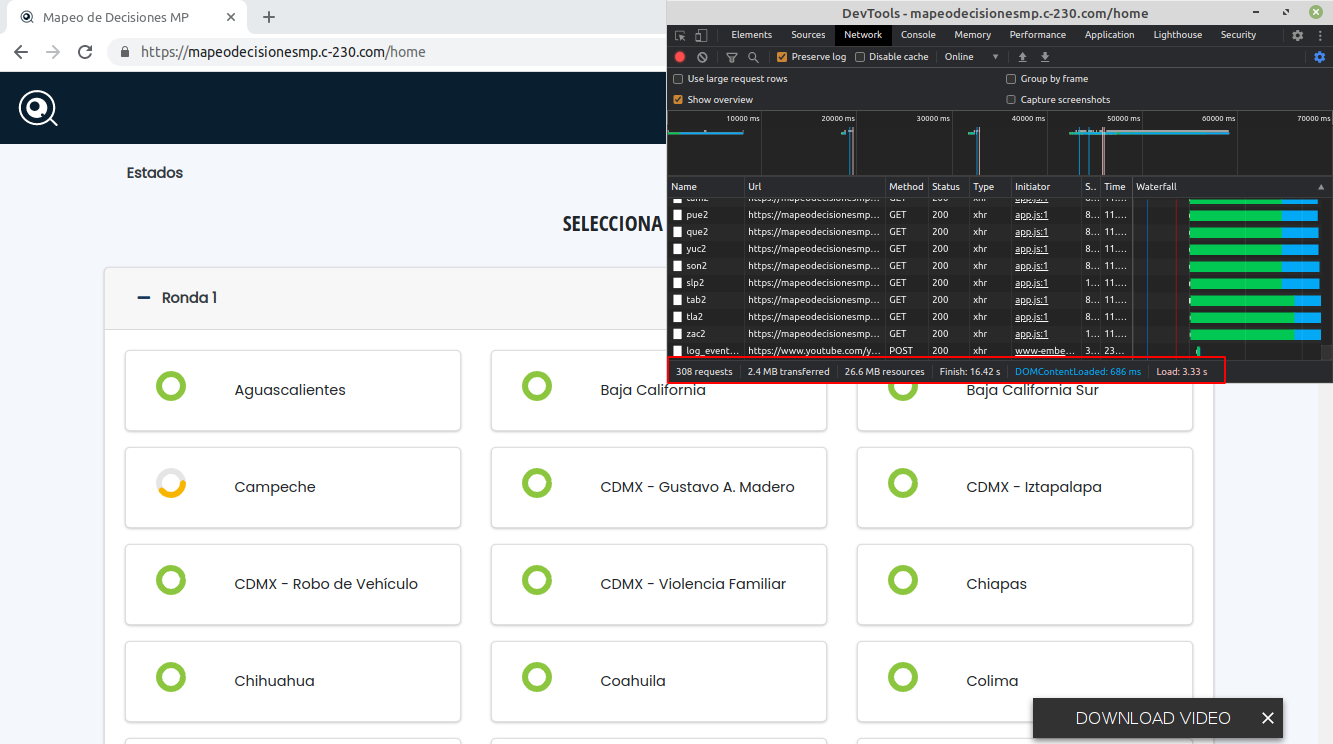 Mapeo de Decisiones MP
https://mapeodecisionesmp.c-230.com/home
Estados
SELECCIONA
Ronda 1
Aguascalientes
Baja California
Baja California Sur
Campeche
CDMX - Gustavo A. Madero
CDMX - Iztapalapa
CDMX - Robo de Vehículo
CDMX - Violencia Familiar
Chiapas
Chihuahua
Coahuila
Colima
DOWNLOAD VIDEO
DevTools - mapeodecisionesmp.c-230.com/home
Elements Sources Network Console Memory Performance Application Lighthouse Security
Preserve log Disable cache Online
Use large request rows Group by frame
Show overview Capture screenshots
10000 ms 20000 ms 30000 ms 40000 ms 50000 ms 60000 ms 70000 ms
Name Url Method Status Type Initiator S.. Time Waterfall
pue2 https://mapeodecisionesmp... GET 200 xhr app.js:1 8... 11....
que2 https://mapeodecisionesmp... GET 200 xhr app.js:1 8... 11....
yuc2 https://mapeodecisionesmp... GET 200 xhr app.js:1 8... 11....
son2 https://mapeodecisionesmp... GET 200 xhr app.js:1 8... 11....
slp2 https://mapeodecisionesmp... GET 200 xhr app.js:1 1... 11....
tab2 https://mapeodecisionesmp... GET 200 xhr app.js:1 8... 11....
tla2 https://mapeodecisionesmp... GET 200 xhr app.js:1 8... 11....
zac2 https://mapeodecisionesmp... GET 200 xhr app.js:1 1... 11....
log_event... https://www.youtube.com/y... POST 200 xhr www-embe... 3... 23...
308 requests 2.4 MB transferred 26.6 MB resources Finish: 16.42 s DOMContentLoaded: 686 ms Load: 3.33 s